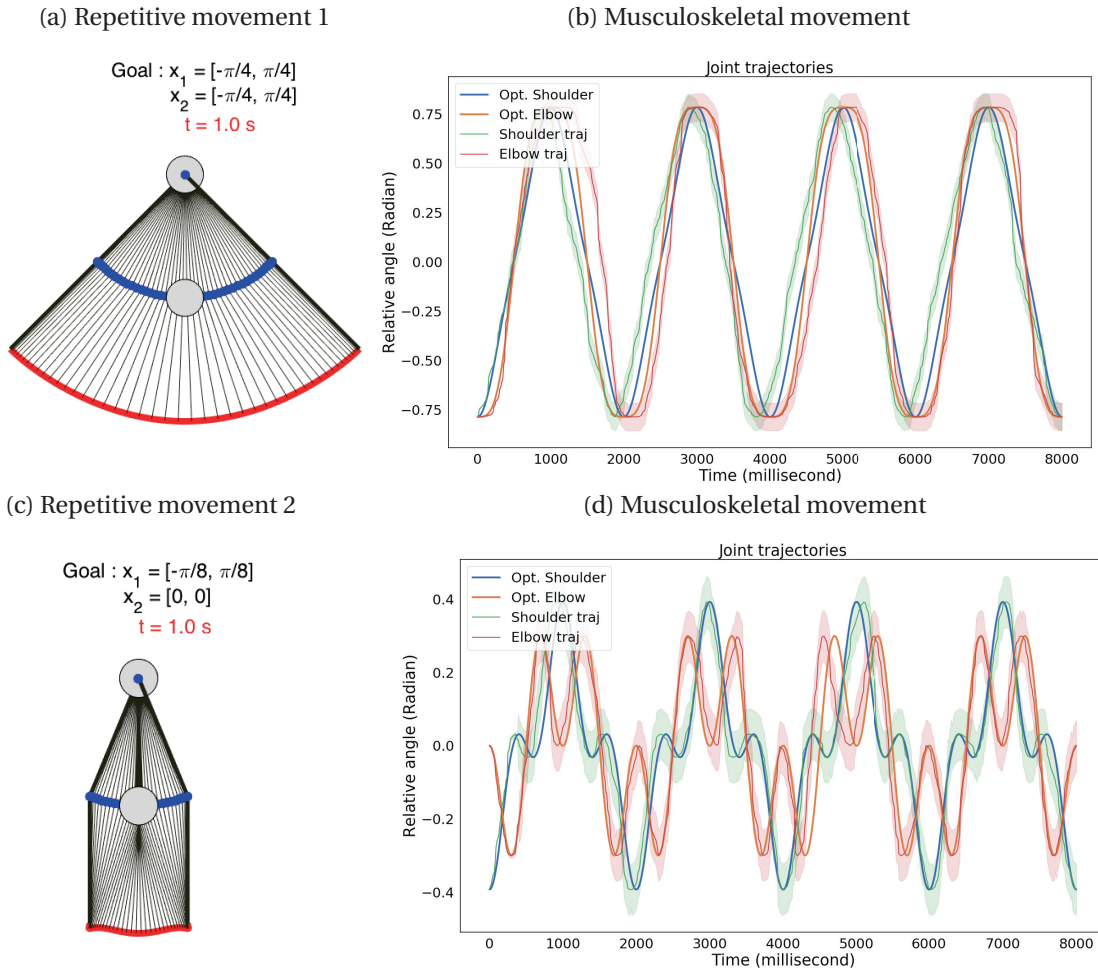 (a) Repetitive movement 1
Goal : x1 = [-π/4, π/4]
x2 = [-π/4, π/4]
t = 1.0 s
(b) Musculoskeletal movement
Joint trajectories
Opt. Shoulder
Opt. Elbow
Shoulder traj
Elbow traj
Relative angle (Radian)
0.75
0.50
0.25
0.00
−0.25
−0.50
−0.75
0 1000 2000 3000 4000 5000 6000 7000 8000
Time (millisecond)
(c) Repetitive movement 2
Goal : x1 = [-π/8, π/8]
x2 = [0, 0]
t = 1.0 s
(d) Musculoskeletal movement
Joint trajectories
Opt. Shoulder
Opt. Elbow
Shoulder traj
Elbow traj
Relative angle (Radian)
0.4
0.2
0.0
−0.2
−0.4
0 1000 2000 3000 4000 5000 6000 7000 8000
Time (millisecond)